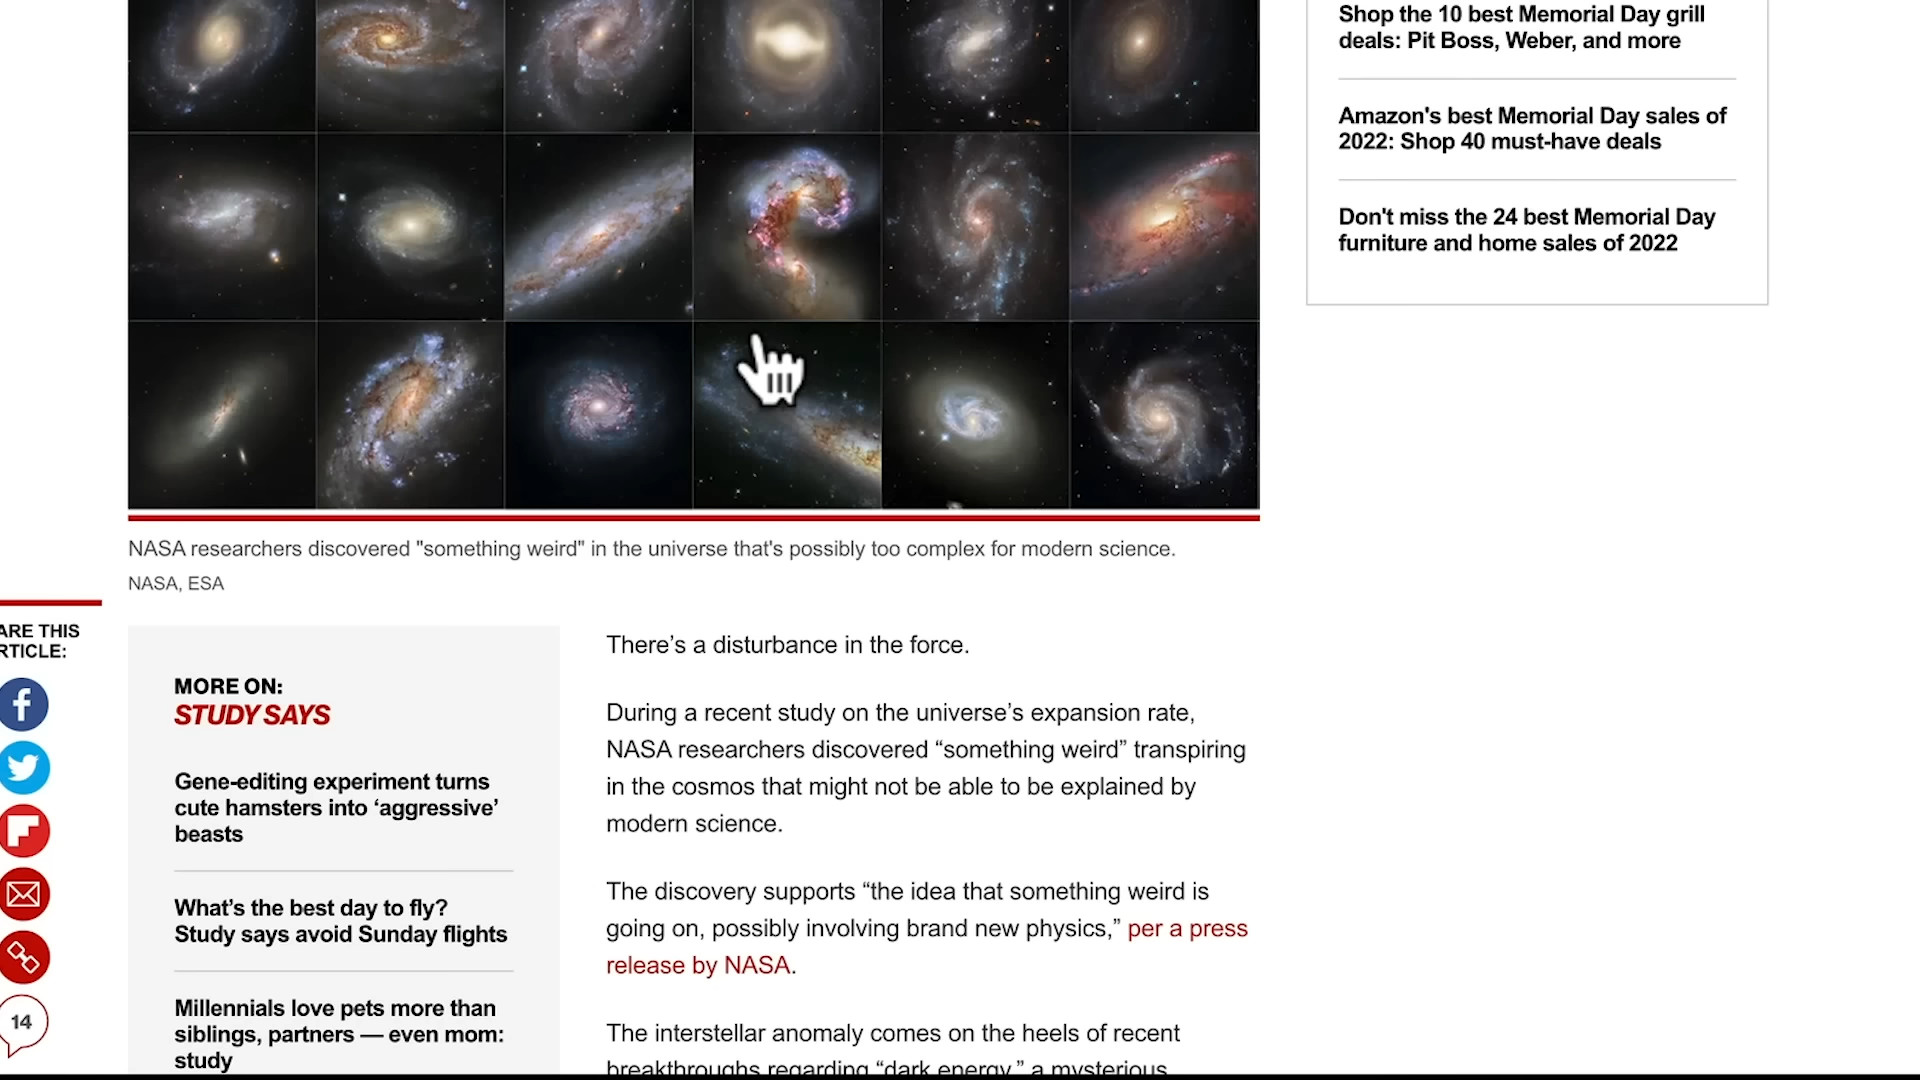 Shop the 10 best Memorial Day grill
deals: Pit Boss, Weber, and more
Amazon's best Memorial Day sales of
2022: Shop 40 must-have deals
Don't miss the 24 best Memorial Day
furniture and home sales of 2022
NASA researchers discovered "something weird" in the universe that's possibly too complex for modern science.
NASA, ESA
ARE THIS
RTICLE:
14
MORE ON:
STUDY SAYS
Gene-editing experiment turns
cute hamsters into ‘aggressive’
beasts
What’s the best day to fly?
Study says avoid Sunday flights
Millennials love pets more than
siblings, partners — even mom:
study
There’s a disturbance in the force.
During a recent study on the universe’s expansion rate,
NASA researchers discovered “something weird” transpiring
in the cosmos that might not be able to be explained by
modern science.
The discovery supports “the idea that something weird is
going on, possibly involving brand new physics,” per a press
release by NASA.
The interstellar anomaly comes on the heels of recent
breakthroughs regarding “dark energy,” a mysterious